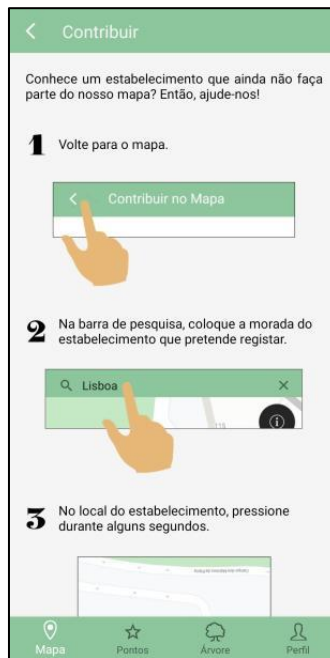 Contribuir
Conhece um estabelecimento que ainda não faça
parte do nosso mapa? Então, ajude-nos!
1 Volte para o mapa.
Contribuir no Mapa
2 Na barra de pesquisa, coloque a morada do
estabelecimento que pretende registar.
Lisboa
115
3 No local do estabelecimento, pressione
durante alguns segundos.
Mapa Pontos Árvore Perfil